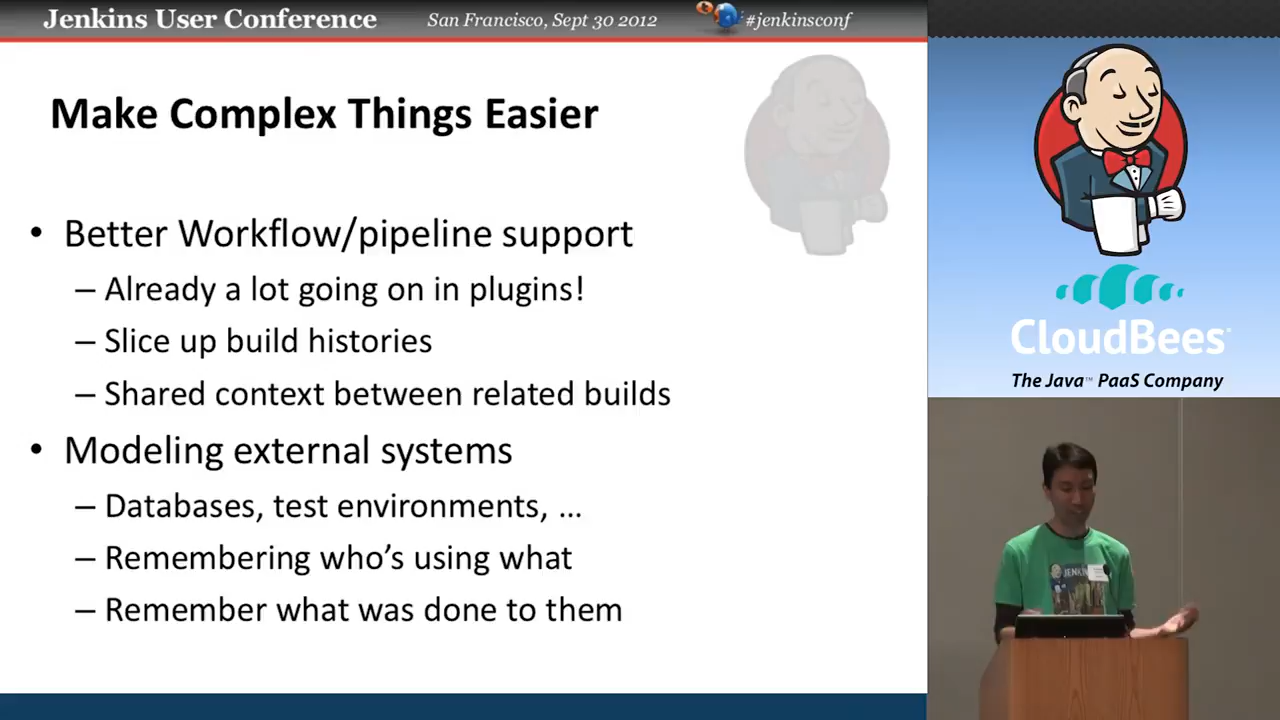 Jenkins User Conference San Francisco, Sept 30 2012 #jenkinsconf
Make Complex Things Easier
• Better Workflow/pipeline support
– Already a lot going on in plugins!
– Slice up build histories
– Shared context between related builds
• Modeling external systems
– Databases, test environments, ...
– Remembering who's using what
– Remember what was done to them
CloudBees
The Java™ PaaS Company
JENKINS